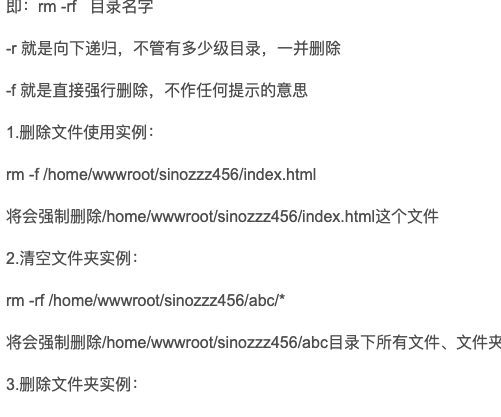 即：rm -rf 目录名字
-r 就是向下递归，不管有多少级目录，一并删除
-f 就是直接强行删除，不作任何提示的意思
1.删除文件使用实例：
rm -f /home/wwwroot/sinozzz456/index.html
将会强制删除/home/wwwroot/sinozzz456/index.html这个文件
2.清空文件夹实例：
rm -rf /home/wwwroot/sinozzz456/abc/*
将会强制删除/home/wwwroot/sinozzz456/abc目录下所有文件、文件夹
3.删除文件夹实例：